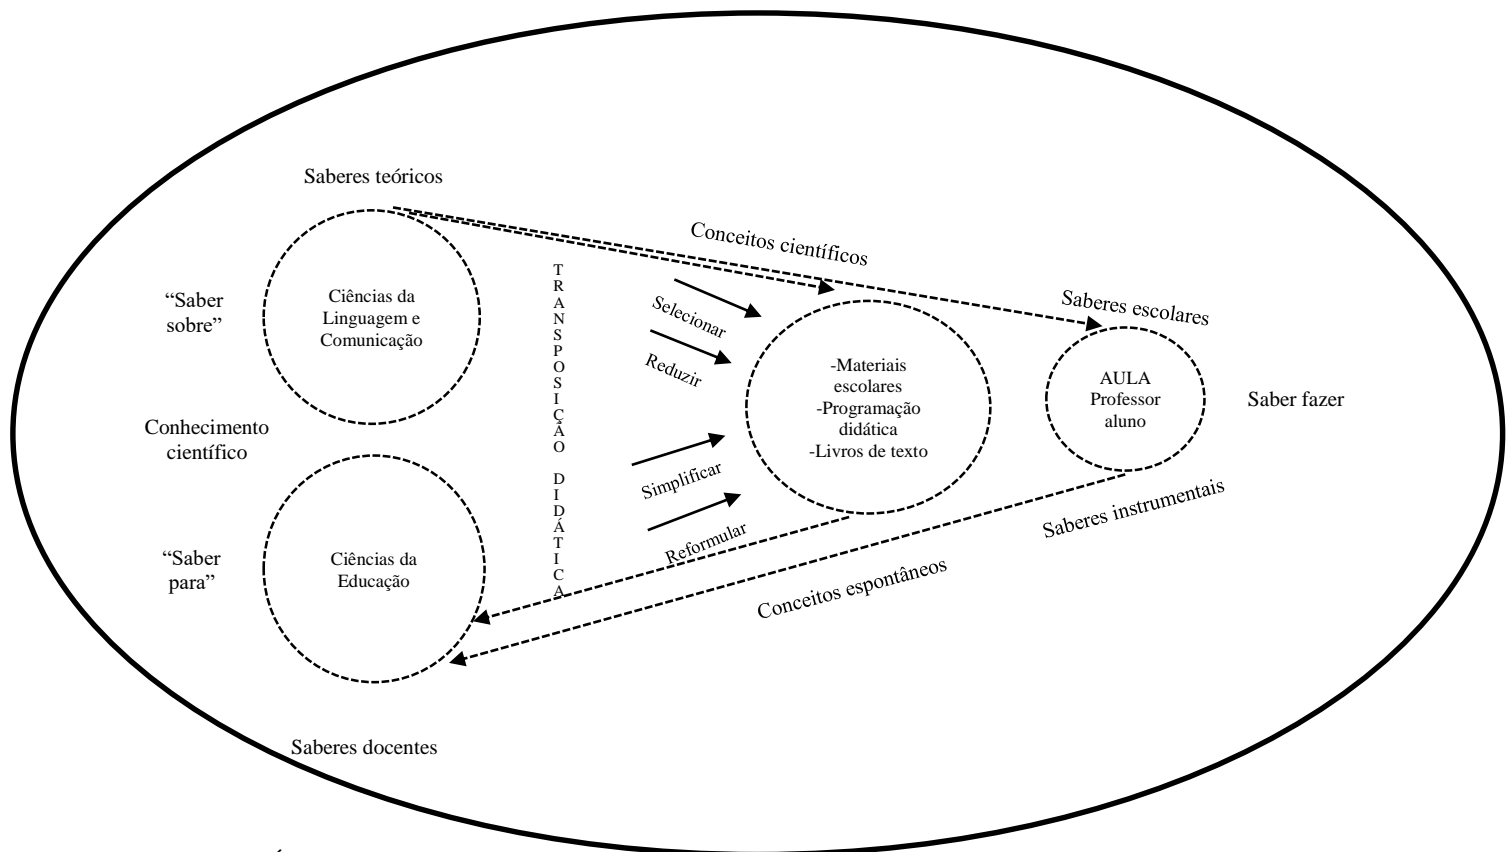 Saberes teóricos
Conceitos científicos
“Saber
sobre”
Ciências da
Linguagem e
Comunicação
TRANSPOSIÇÃO DIDÁTICA
Selecionar
Reduzir
Saberes escolares
-Materiais
escolares
-Programação
didática
-Livros de texto
AULA
Professor
aluno
Saber fazer
Conhecimento
científico
Simplificar
Reformular
Saberes instrumentais
“Saber
para”
Ciências da
Educação
Conceitos espontâneos
Saberes docentes